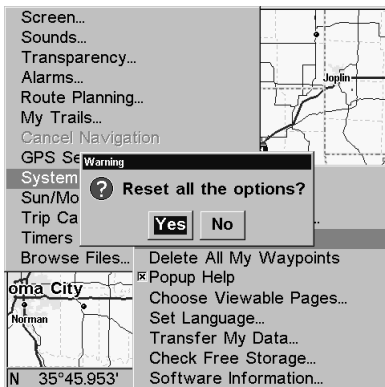 Screen...
Sounds...
Transparency...
Alarms...
Route Planning...
My Trails...
Cancel Navigation
GPS Se
System
Sun/Mo
Trip Ca
Timers
Browse Files...
Joplin
Warning
Reset all the options?
Yes No
Delete All My Waypoints
Popup Help
Choose Viewable Pages...
Set Language...
Transfer My Data...
Check Free Storage...
Software Information...
oma City
Norman
N 35°45.953'